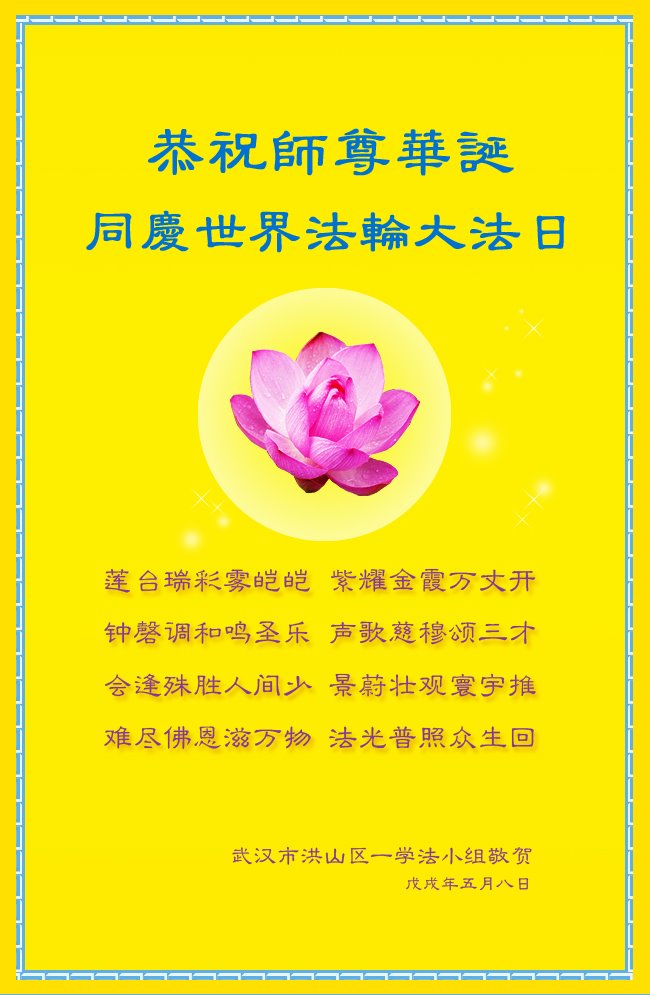 恭祝師尊華誕
同慶世界法輪大法日
莲台瑞彩雾皑皑 紫耀金霞万丈开
钟磬调和鸣圣乐 声歌慈穆颂三才
会逢殊胜人间少 景蔚壮观寰宇推
难尽佛恩滋万物 法光普照众生回
武汉市洪山区一学法小组敬贺
戊戌年五月八日